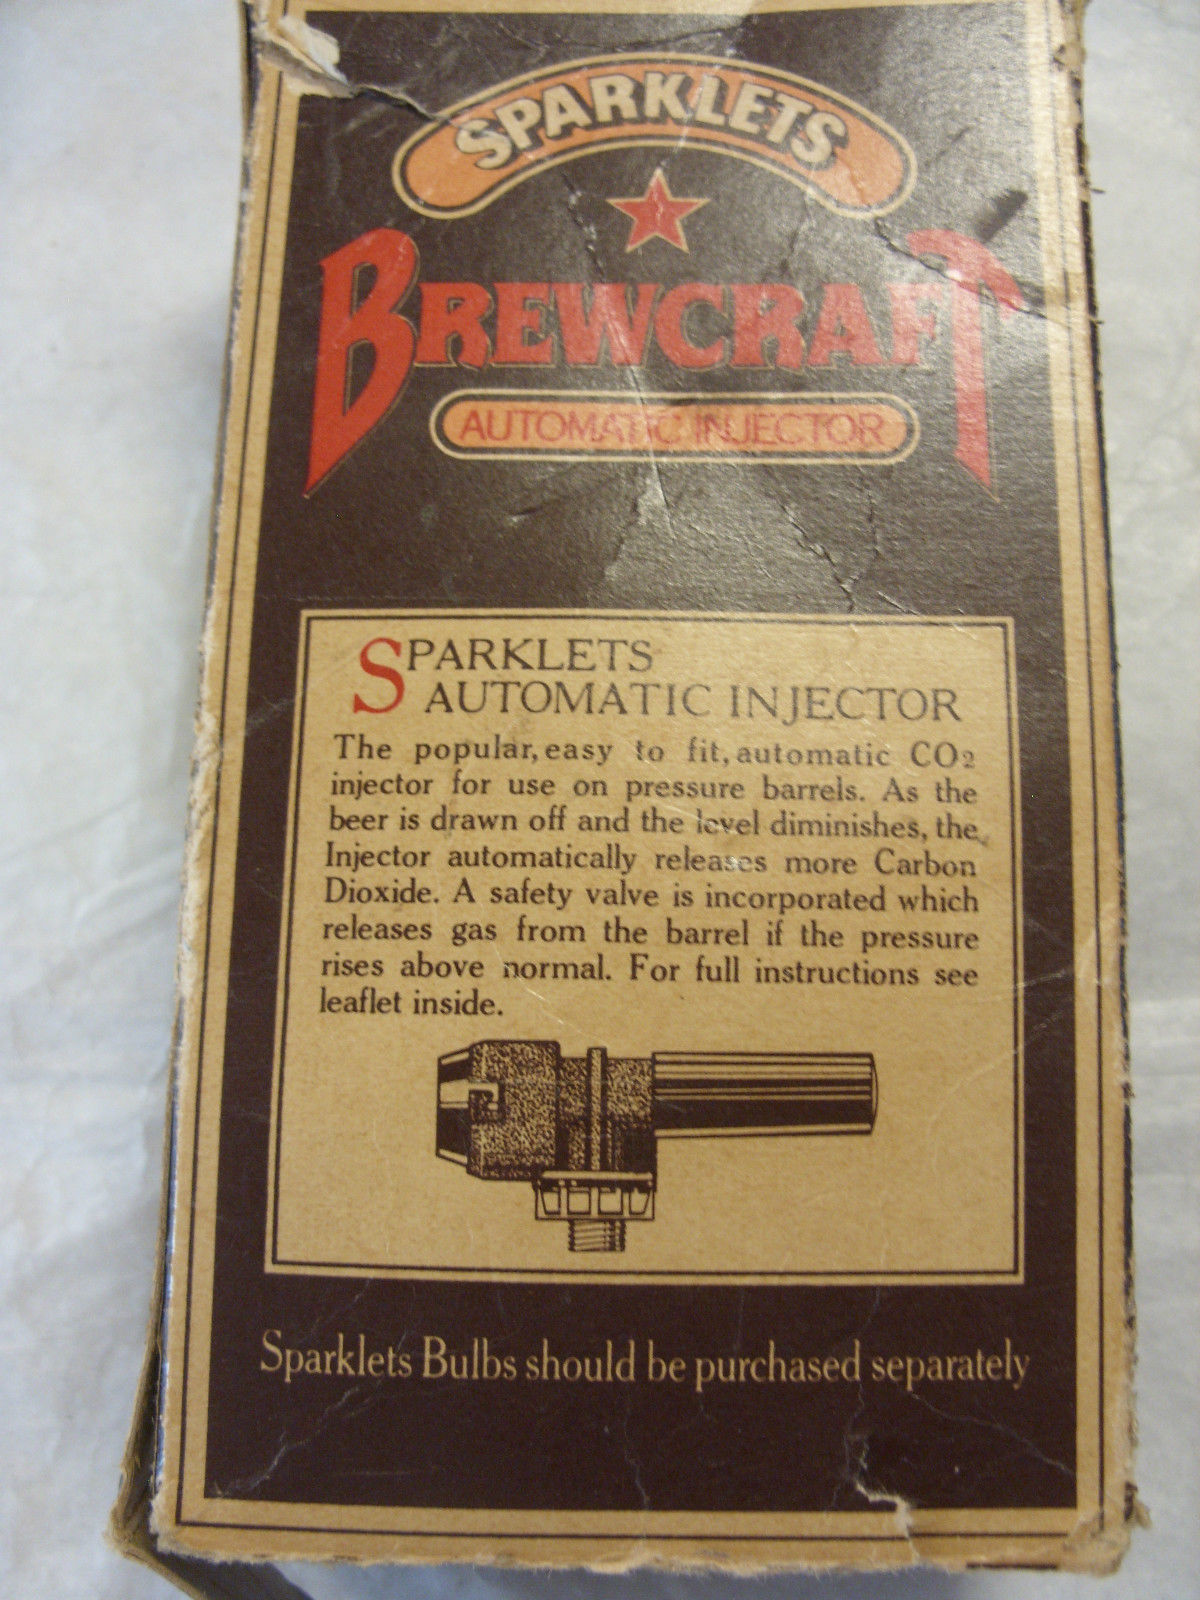 SPARKLETS
BREWCRAFT
AUTOMATIC INJECTOR
SPARKLETS
AUTOMATIC INJECTOR
The popular, easy to fit, automatic CO2
injector for use on pressure barrels. As the
beer is drawn off and the level diminishes, the
Injector automatically releases more Carbon
Dioxide. A safety valve is incorporated which
releases gas from the barrel if the pressure
rises above normal. For full instructions see
leaflet inside.
Sparklets Bulbs should be purchased separately